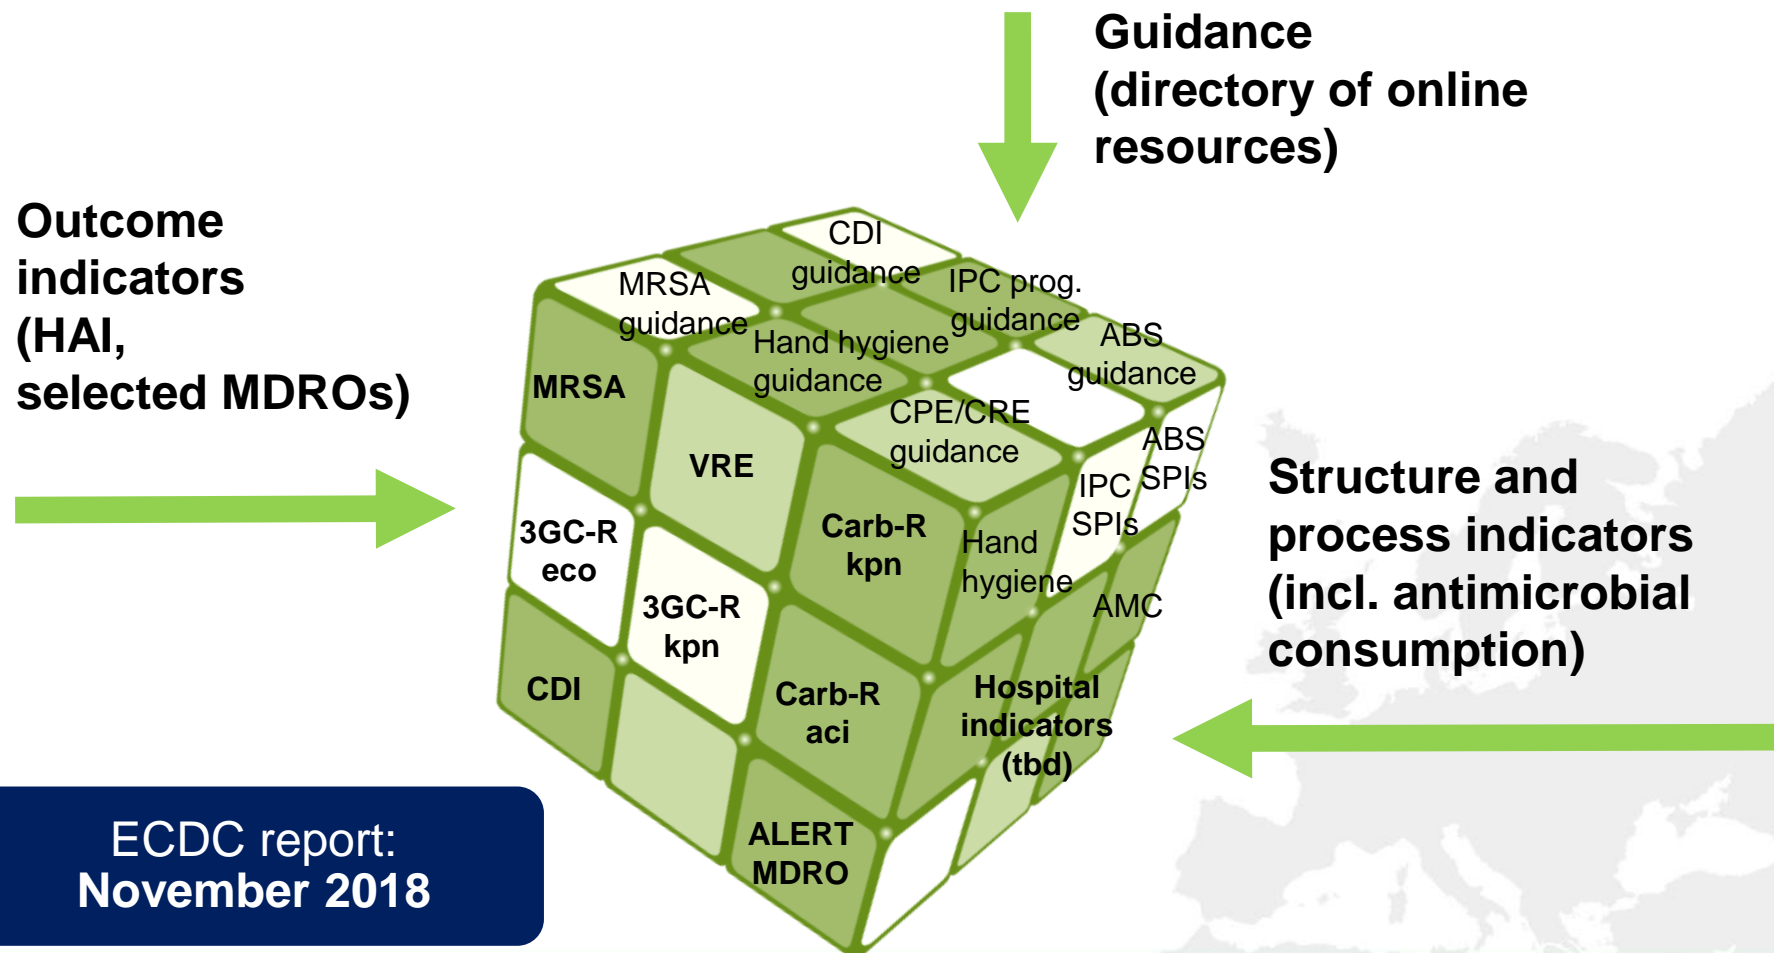 Guidance
(directory of online
resources)
Outcome
indicators
(HAI,
selected MDROs)
CDI
guidance
MRSA
guidance
IPC prog.
guidance
Hand hygiene
guidance
ABS
guidance
CPE/CRE
guidance
MRSA
VRE
3GC-R
eco
3GC-R
kpn
Carb-R
kpn
CDI
Carb-R
aci
ALERT
MDRO
ABS
SPIs
IPC
SPIs
Hand
hygiene
AMC
Hospital
indicators
(tbd)
Structure and
process indicators
(incl. antimicrobial
consumption)
ECDC report:
November 2018